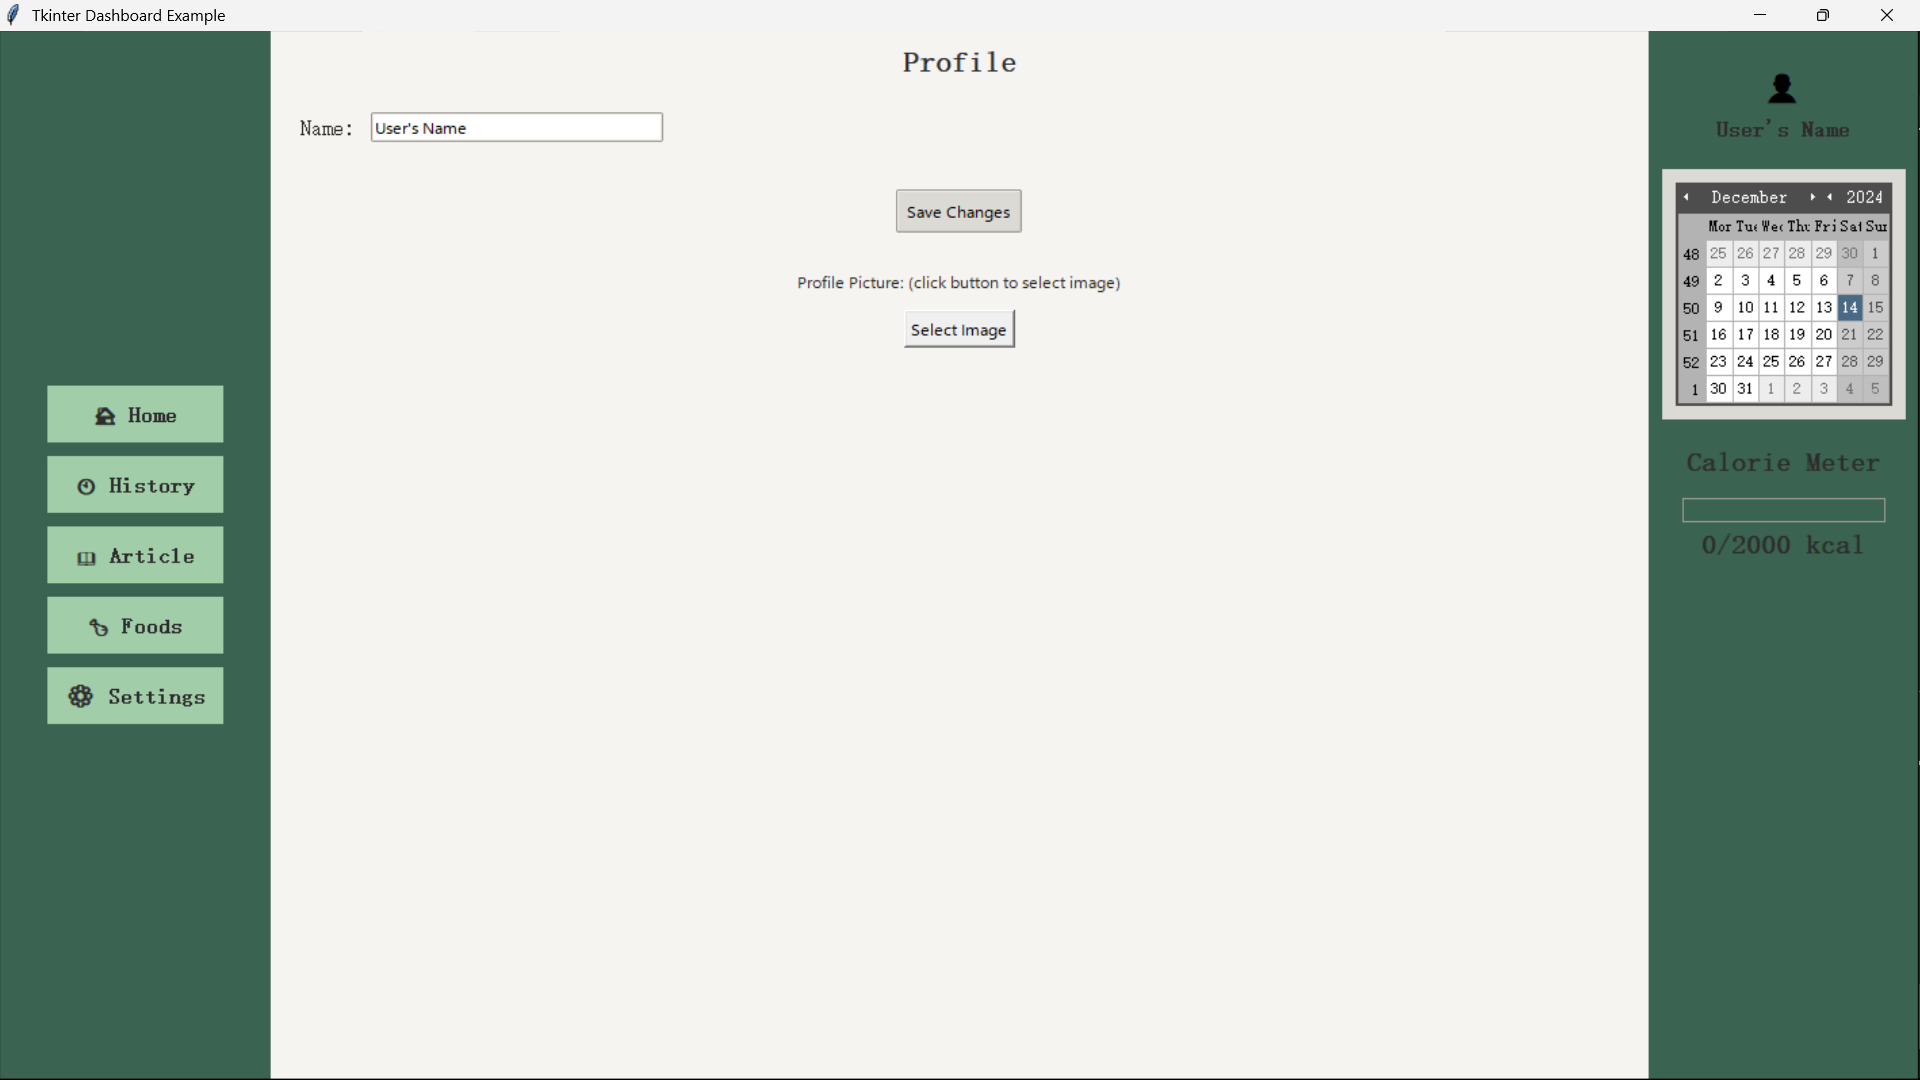 Tkinter Dashboard Example
Profile
Name: User's Name
Save Changes
Profile Picture: (click button to select image)
Select Image
Home
History
Article
Foods
Settings
User's Name
December 2024
Mor Tue Wec Thu Fri Sat Sun
48 25 26 27 28 29 30 1
49 2 3 4 5 6 7 8
50 9 10 11 12 13 14 15
51 16 17 18 19 20 21 22
52 23 24 25 26 27 28 29
1 30 31 1 2 3 4 5
Calorie Meter
0/2000 kcal